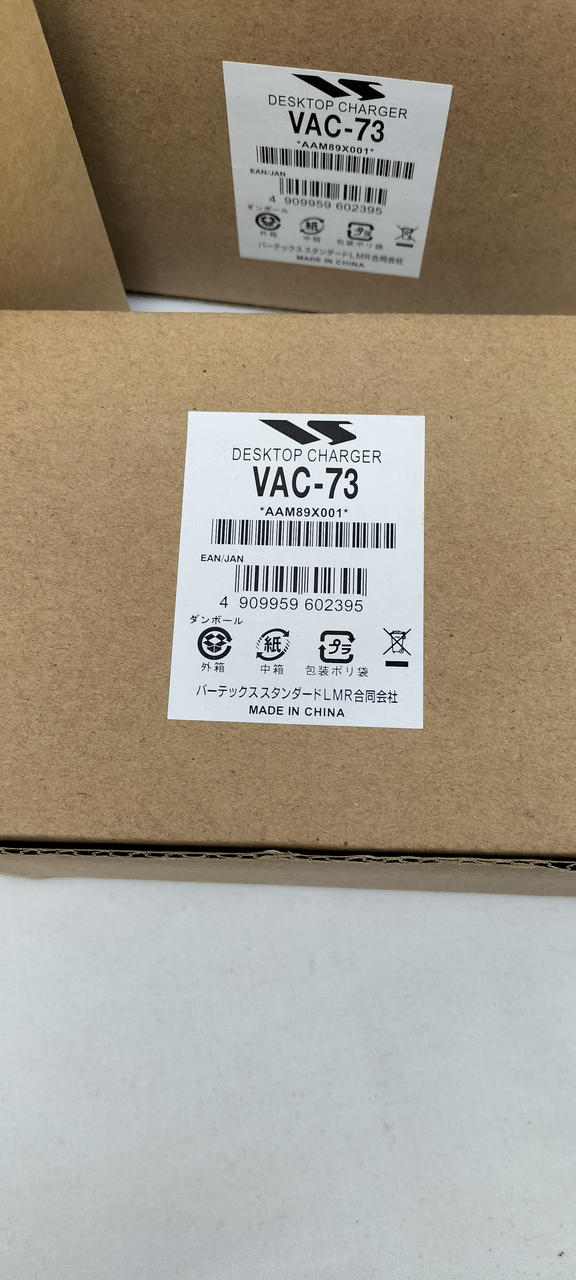 VS
DESKTOP CHARGER
VAC-73
*AAM89X001*
EAN/JAN
4 909959 602395
ダンボール
外箱 中箱 包装ポリ袋
紙 プラ
バーテックススタンダードLMR合同会社
MADE IN CHINA
VS
DESKTOP CHARGER
VAC-73
*AAM89X001*
EAN/JAN
4 909959 602395
ダンボール
紙 プラ
外箱 中箱 包装ポリ袋
バーテックススタンダードLMR合同会社
MADE IN CHINA